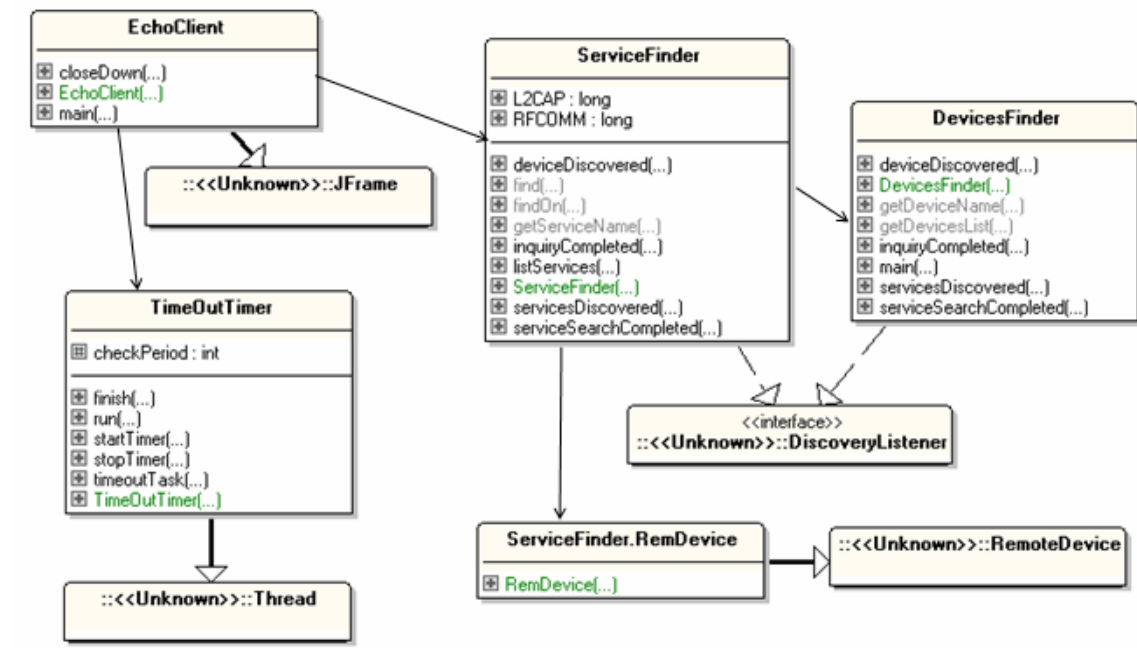 EchoClient
closeDown(...)
EchoClient(...)
main(...)
::<<Unknown>>::JFrame
TimeOutTimer
checkPeriod : int
finish(...)
run(...)
startTimer(...)
stopTimer(...)
timeoutTask(...)
TimeOutTimer(...)
::<<Unknown>>::Thread
ServiceFinder
L2CAP : long
RFCOMM : long
deviceDiscovered(...)
find(...)
findOn(...)
getServiceName(...)
inquiryCompleted(...)
listServices(...)
ServiceFinder(...)
servicesDiscovered(...)
serviceSearchCompleted(...)
DevicesFinder
deviceDiscovered(...)
DevicesFinder(...)
getDeviceName(...)
getDevicesList(...)
inquiryCompleted(...)
main(...)
servicesDiscovered(...)
serviceSearchCompleted(...)
<<interface>>
::<<Unknown>>::DiscoveryListener
ServiceFinder.RemDevice
RemDevice(...)
::<<Unknown>>::RemoteDevice